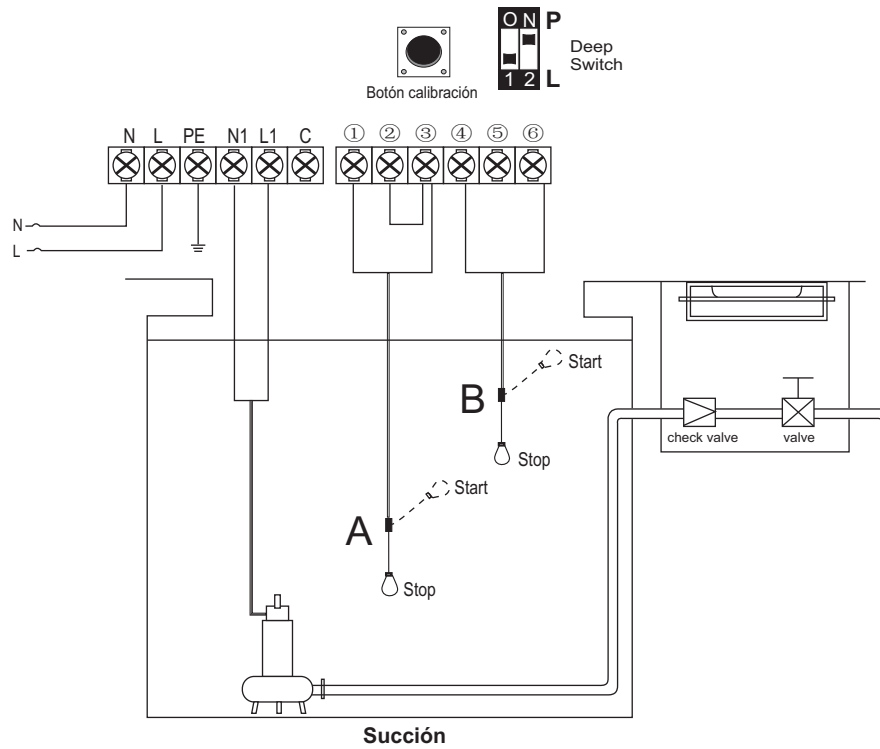 ON P
Deep
Switch
1 2 L
Botón calibración
N L PE N1 L1 C ① ② ③ ④ ⑤ ⑥
N
L
Start
B
check valve valve
Stop
Start
A
Stop
Succión